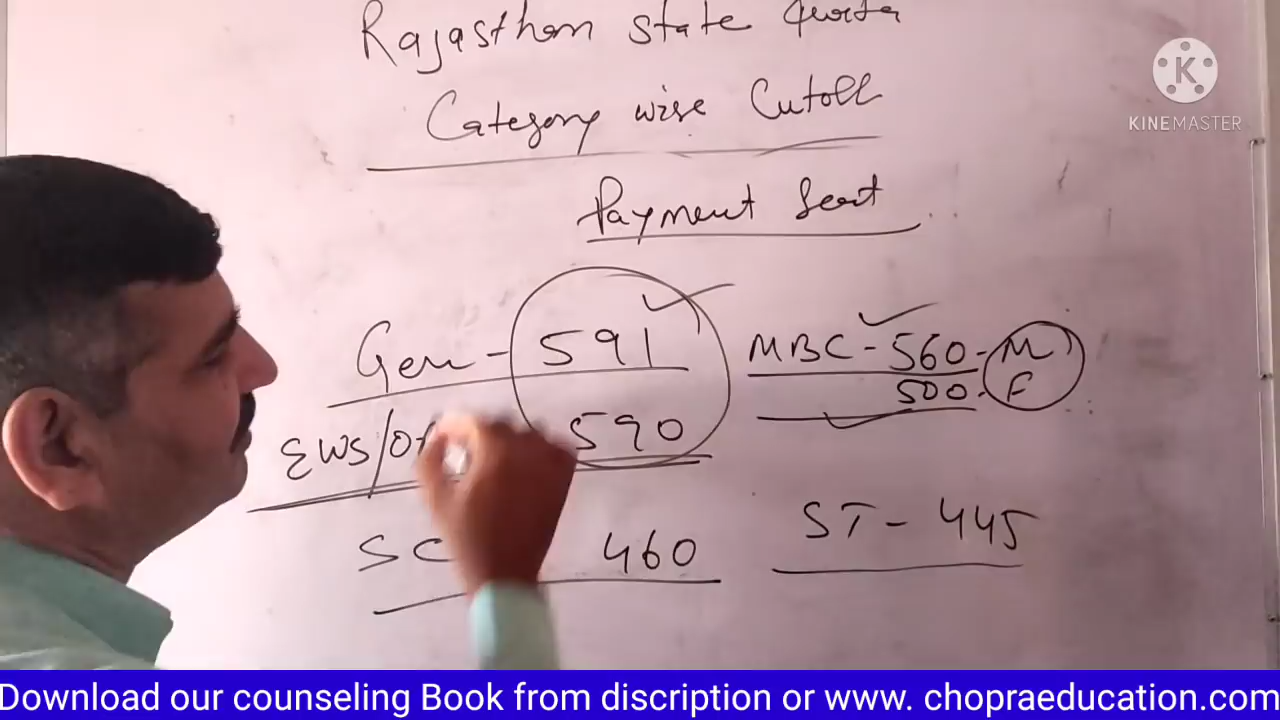 Rajasthan state Quota
Category wise Cutoff
KINEMASTER
Payment Seat
Gen - 591
MBC - 560 - M
500 - F
EWS/O 590
SC 460
ST - 445
Download our counseling Book from discription or www. chopraeducation.com